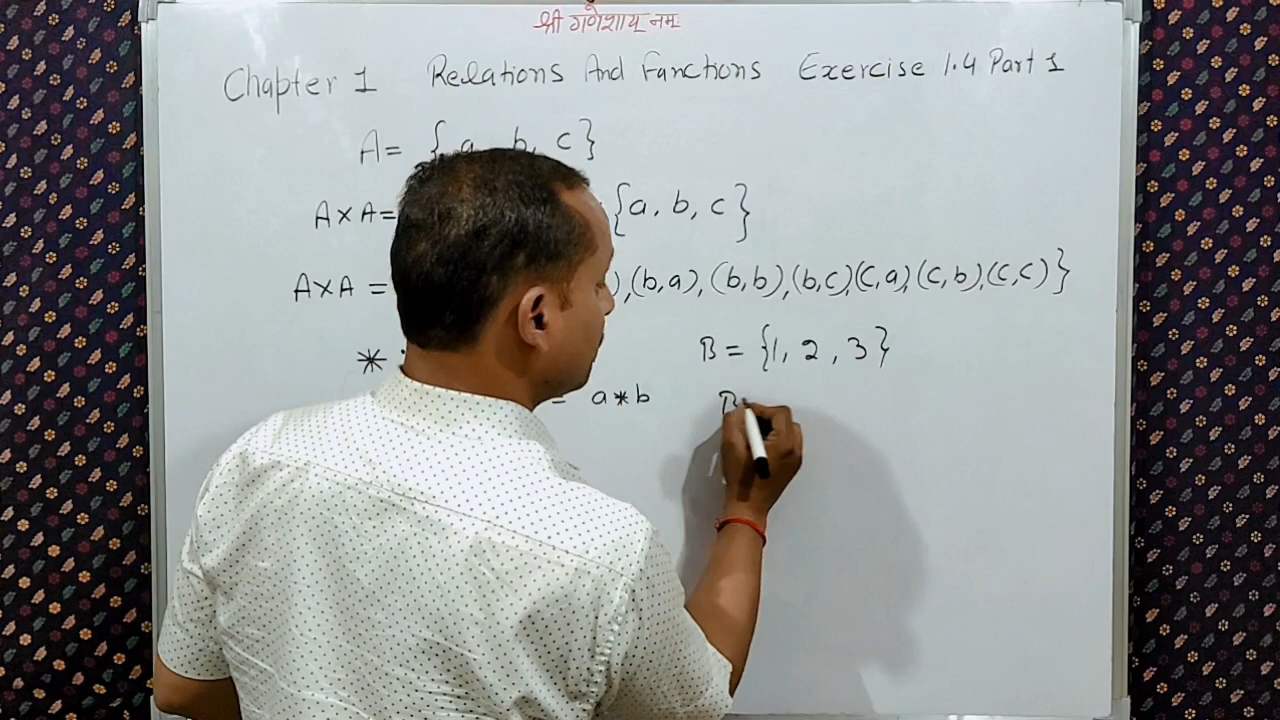 श्री गणेशाय नमः
Chapter 1 Relations And Functions Exercise 1.4 Part 1
A = { a, b, c }
A × A = {a, b, c}
A × A = ),(b,a),(b,b),(b,c),(c,a),(c,b),(c,c)}
*
B = {1, 2, 3}
= a * b
B